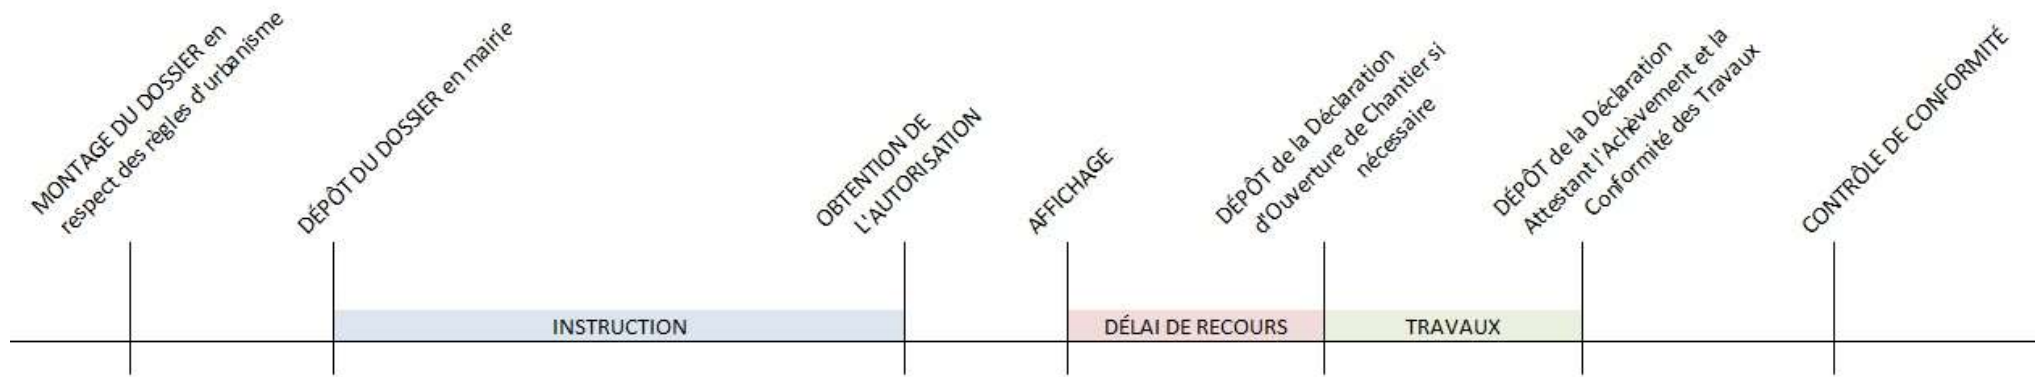 MONTAGE DU DOSSIER en
respect des règles d'urbanisme
DÉPÔT DU DOSSIER en mairie
OBTENTION DE
L'AUTORISATION
AFFICHAGE
DÉPÔT de la Déclaration
d'Ouverture de Chantier si
nécessaire
DÉPÔT de la Déclaration
Attestant l'Achèvement et la
Conformité des Travaux
CONTRÔLE DE CONFORMITÉ
INSTRUCTION
DÉLAI DE RECOURS
TRAVAUX